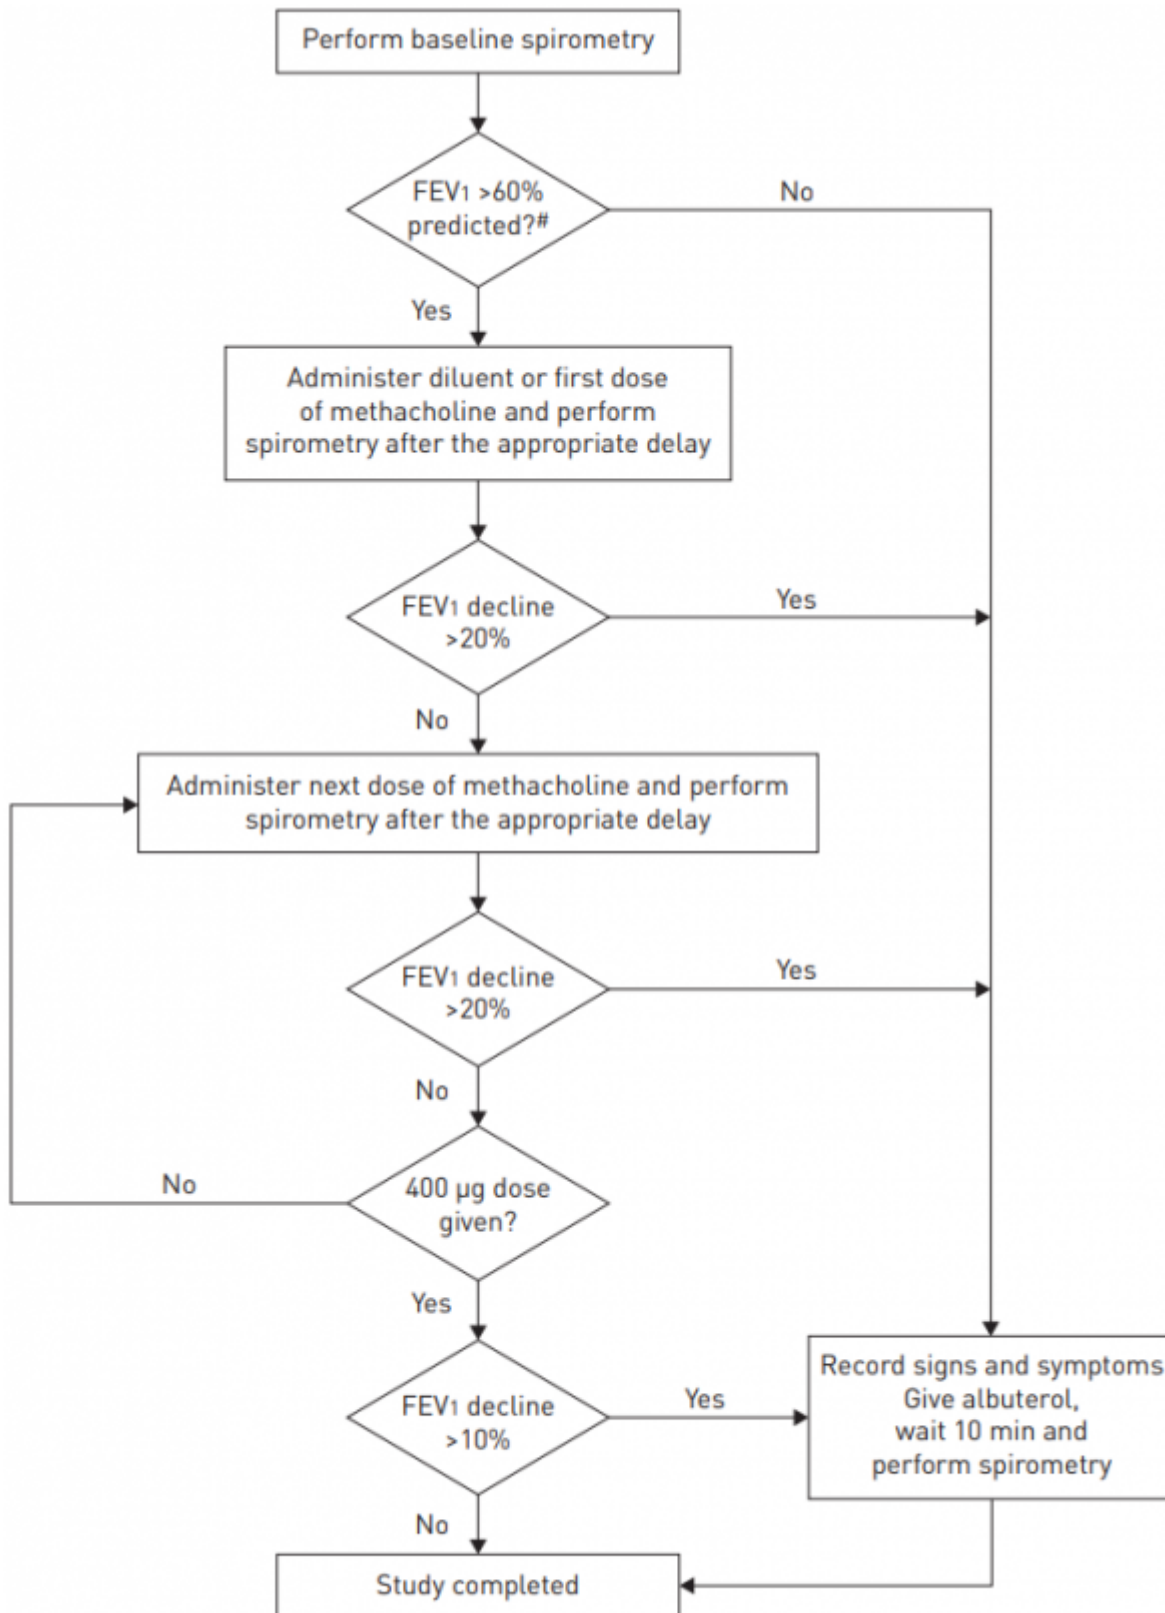 Perform baseline spirometry
FEV1 >60%
predicted?#
No
Yes
Administer diluent or first dose
of methacholine and perform
spirometry after the appropriate delay
FEV1 decline
>20%
Yes
No
Administer next dose of methacholine and perform
spirometry after the appropriate delay
FEV1 decline
>20%
Yes
No
400 µg dose
given?
No
Yes
FEV1 decline
>10%
Yes
Record signs and symptoms
Give albuterol,
wait 10 min and
perform spirometry
No
Study completed